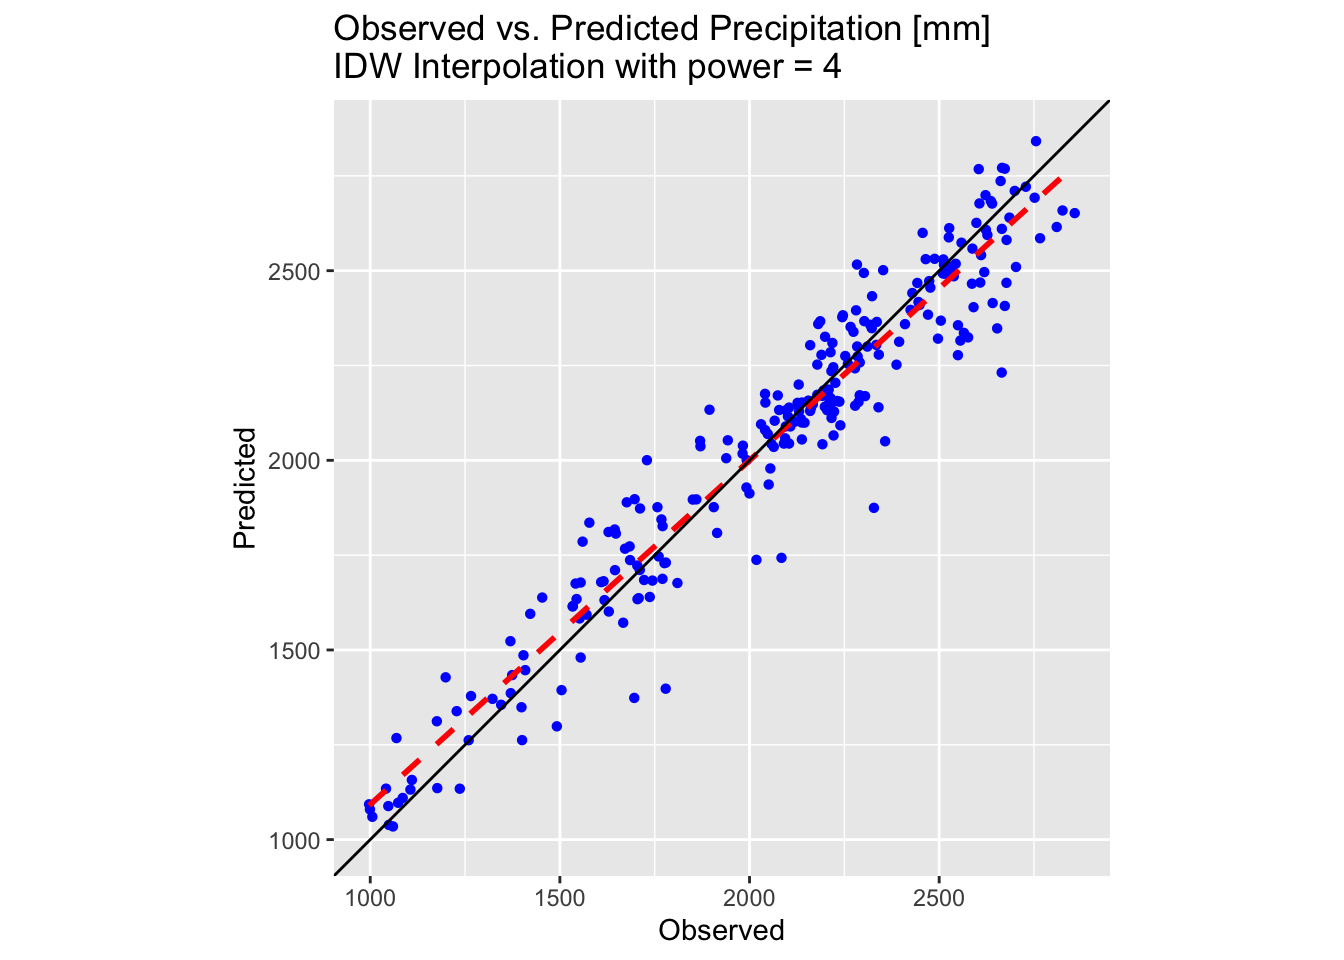 Observed vs. Predicted Precipitation [mm]
IDW Interpolation with power = 4
2500
2000
1500
1000
Predicted
1000 1500 2000 2500
Observed